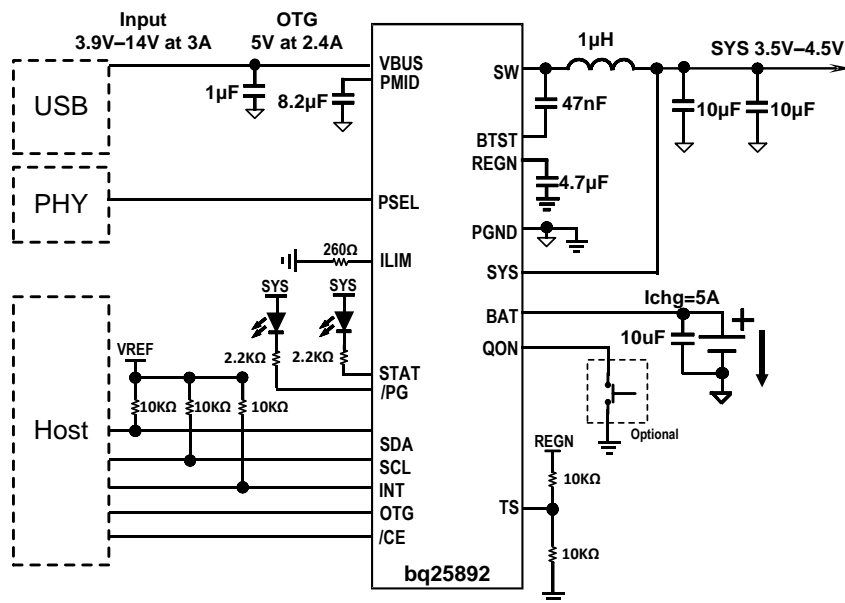 Input
3.9V–14V at 3A
OTG
5V at 2.4A
USB
1µF
8.2µF
VBUS
PMID
PHY
PSEL
260Ω
ILIM
SYS
SYS
2.2KΩ
2.2KΩ
STAT
/PG
VREF
10KΩ
10KΩ
10KΩ
Host
SDA
SCL
INT
OTG
/CE
bq25892
SW
1µH
SYS 3.5V–4.5V
47nF
10µF
10µF
BTST
REGN
4.7µF
PGND
SYS
BAT
Ichg=5A
10uF
+
QON
Optional
REGN
10KΩ
TS
10KΩ